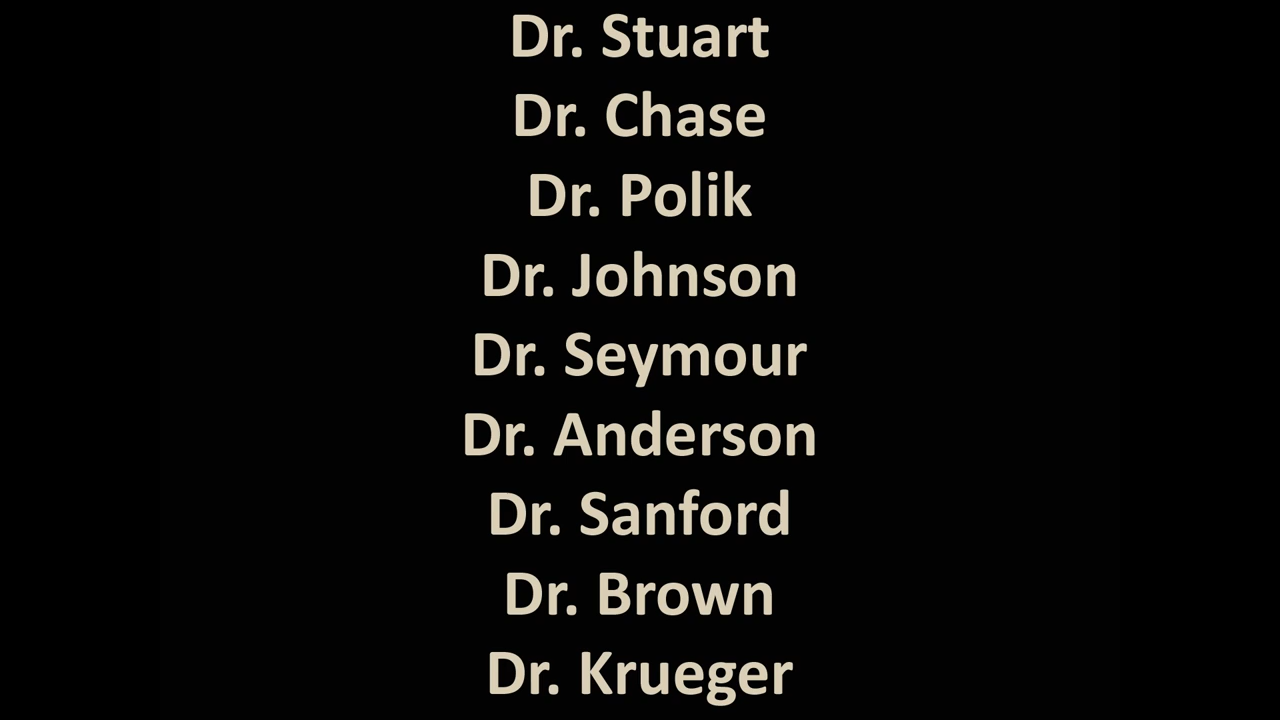 Dr. Stuart
Dr. Chase
Dr. Polik
Dr. Johnson
Dr. Seymour
Dr. Anderson
Dr. Sanford
Dr. Brown
Dr. Krueger